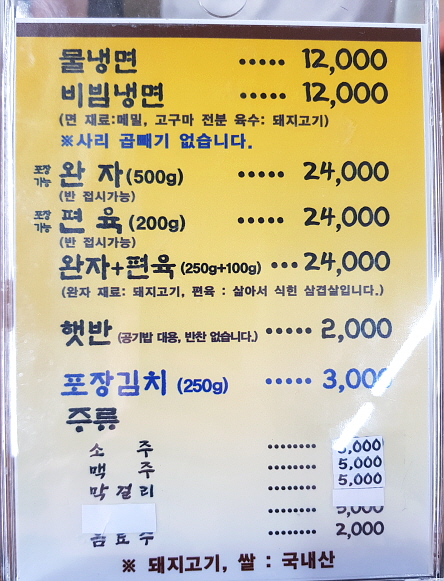 물냉면 ····· 12,000
비빔냉면 ····· 12,000
(면 재료:메밀, 고구마 전분 육수: 돼지고기)
※사리 곱빼기 없습니다.
포장가능 완 자(500g) ····· 24,000
(반 접시가능)
포장가능 편 육(200g) ····· 24,000
(반 접시가능)
완자+편육(250g+100g) ··· 24,000
(완자 재료: 돼지고기, 편육 : 삶아서 식힌 삼겹살입니다.)
햇반(공기밥 대용, 반찬 없습니다.) ····· 2,000
포장김치 (250g) ····· 3,000
주류
소 주 ········
맥 주 ········ 5,000
막걸리 ········ 5,000
········
음료수 ········ 2,000
※ 돼지고기, 쌀 : 국내산